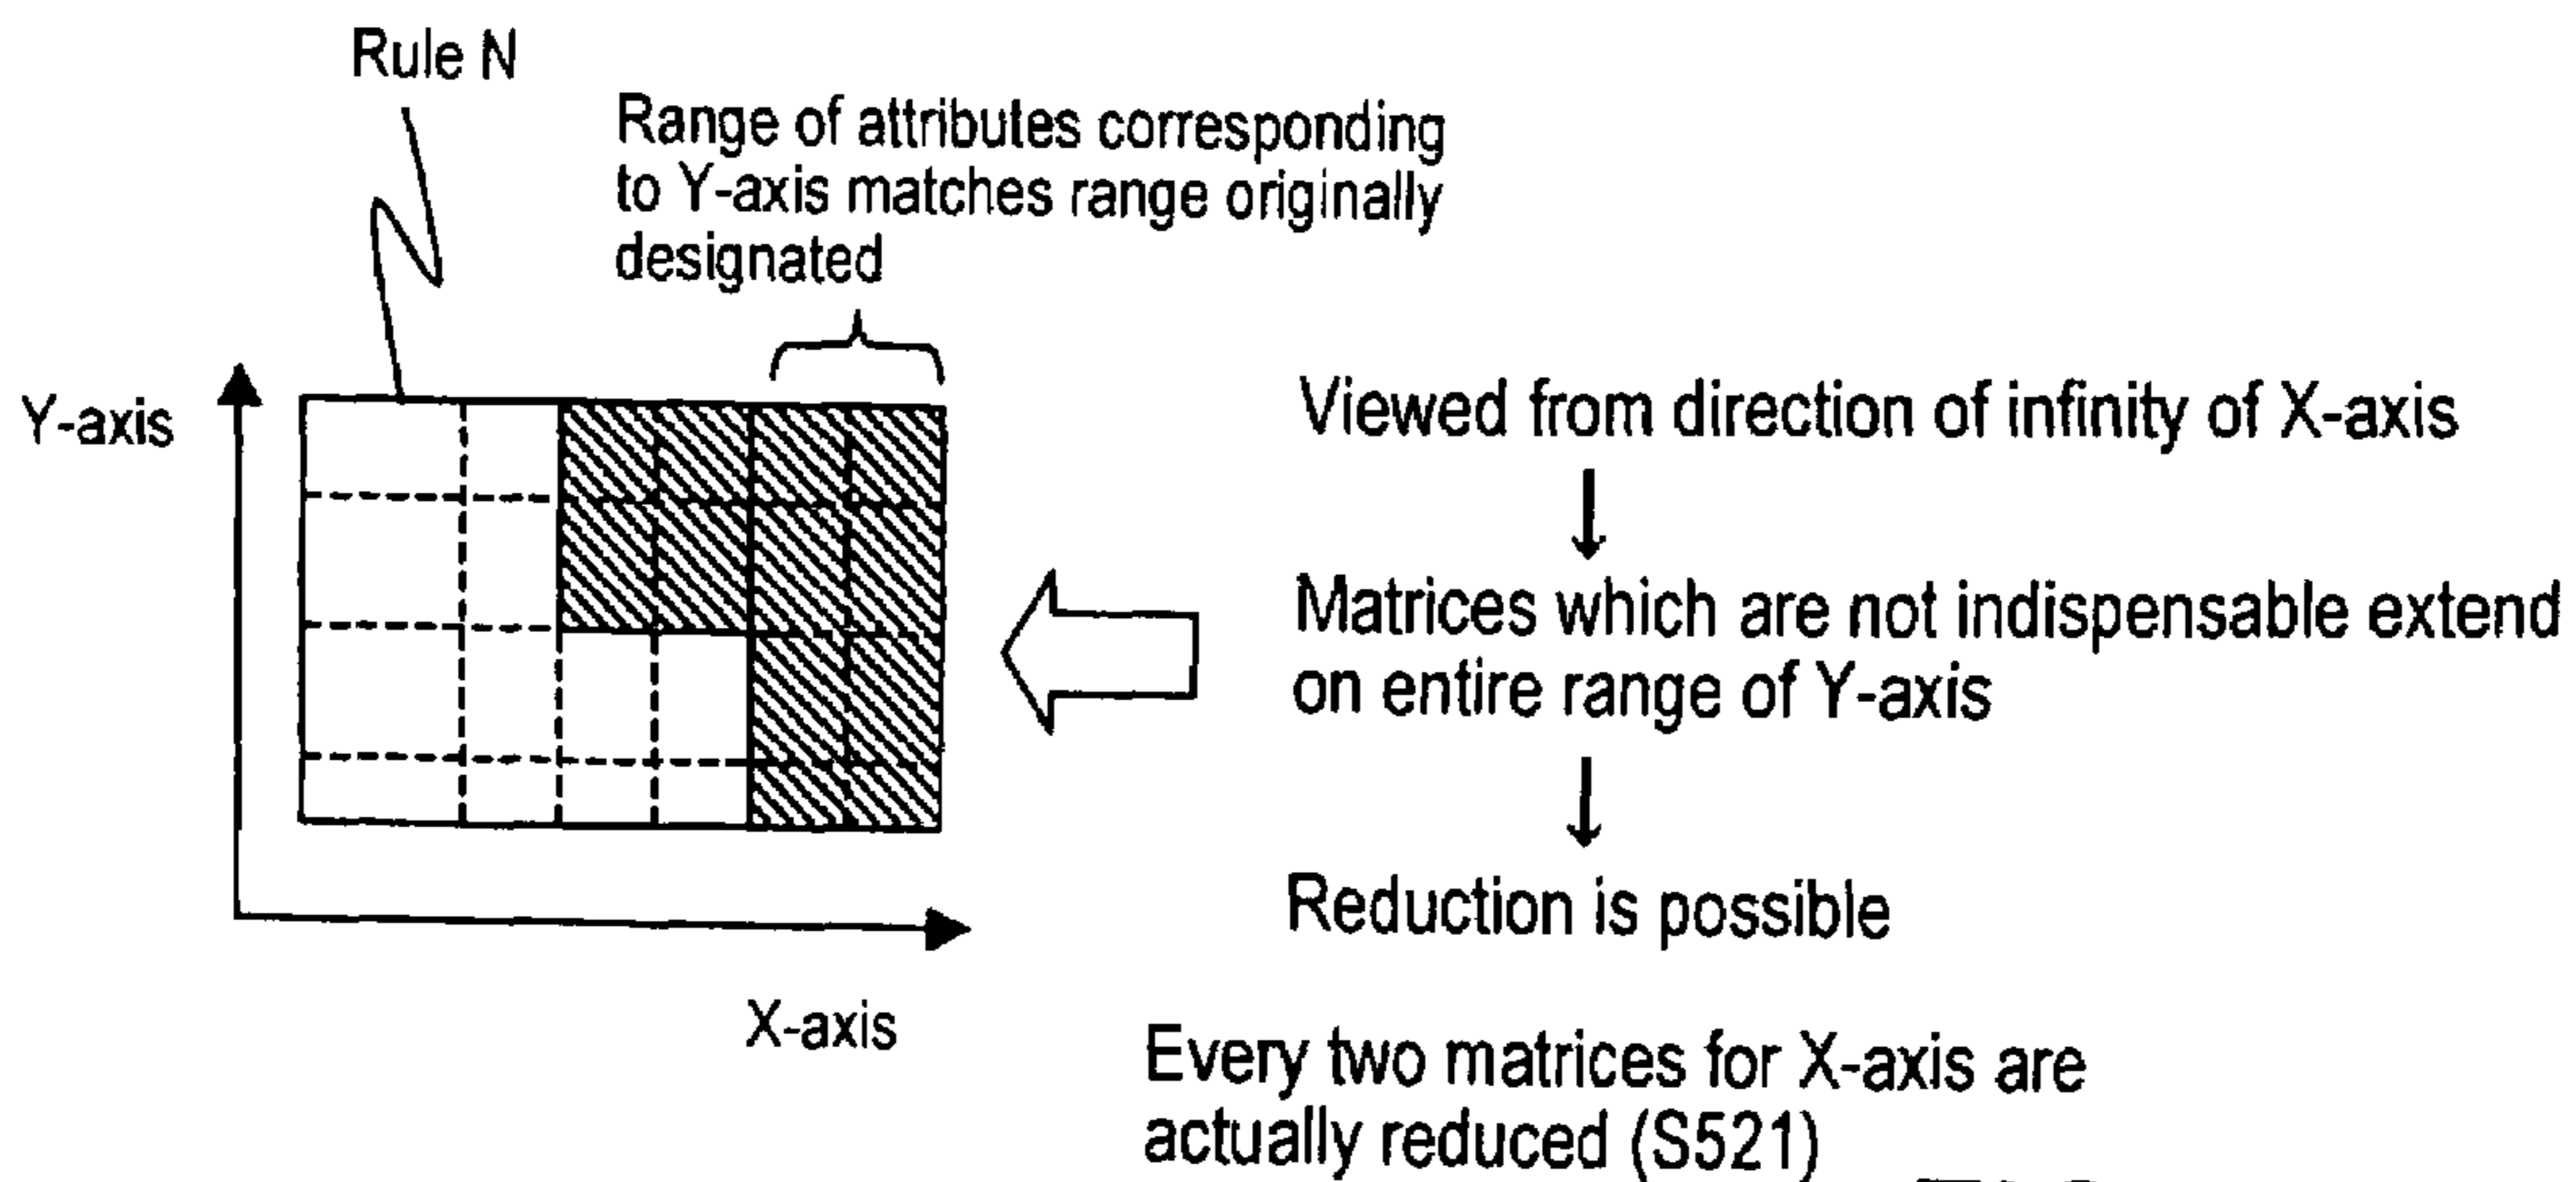 Rule N
Range of attributes corresponding
to Y-axis matches range originally
designated
Y-axis
X-axis
Viewed from direction of infinity of X-axis
↓
Matrices which are not indispensable extend
on entire range of Y-axis
↓
Reduction is possible
Every two matrices for X-axis are
actually reduced (S521)